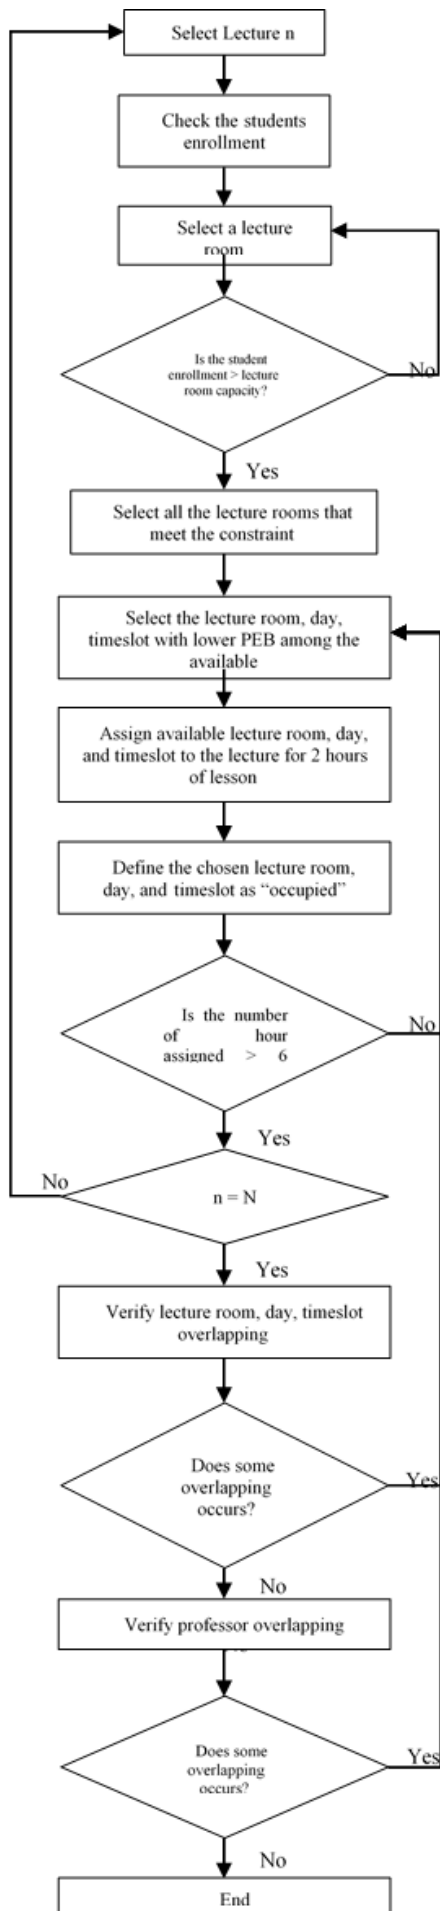 Select Lecture n
Check the students
enrollment
Select a lecture
room
Is the student
enrollment > lecture
room capacity?
No
Yes
Select all the lecture rooms that
meet the constraint
Select the lecture room, day,
timeslot with lower PEB among the
available
Assign available lecture room, day,
and timeslot to the lecture for 2 hours
of lesson
Define the chosen lecture room,
day, and timeslot as “occupied”
Is the number
of hour
assigned > 6
No
Yes
No
n = N
Yes
Verify lecture room, day, timeslot
overlapping
Does some
overlapping
occurs?
Yes
No
Verify professor overlapping
Does some
overlapping
occurs?
Yes
No
End